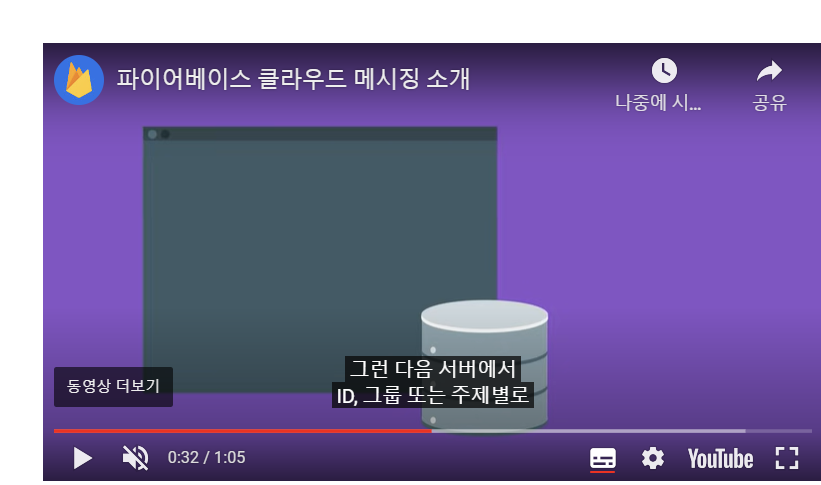 파이어베이스 클라우드 메시징 소개
나중에 시...
공유
그런 다음 서버에서
ID, 그룹 또는 주제별로
동영상 더보기
0:32 / 1:05
YouTube